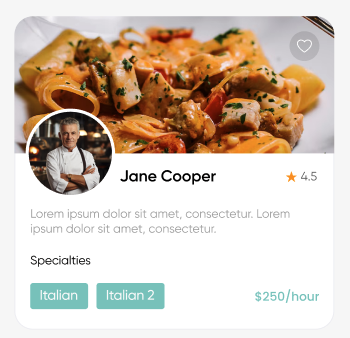 Jane Cooper
4.5
Lorem ipsum dolor sit amet, consectetur. Lorem
ipsum dolor sit amet, consectetur.
Specialties
Italian
Italian 2
$250/hour